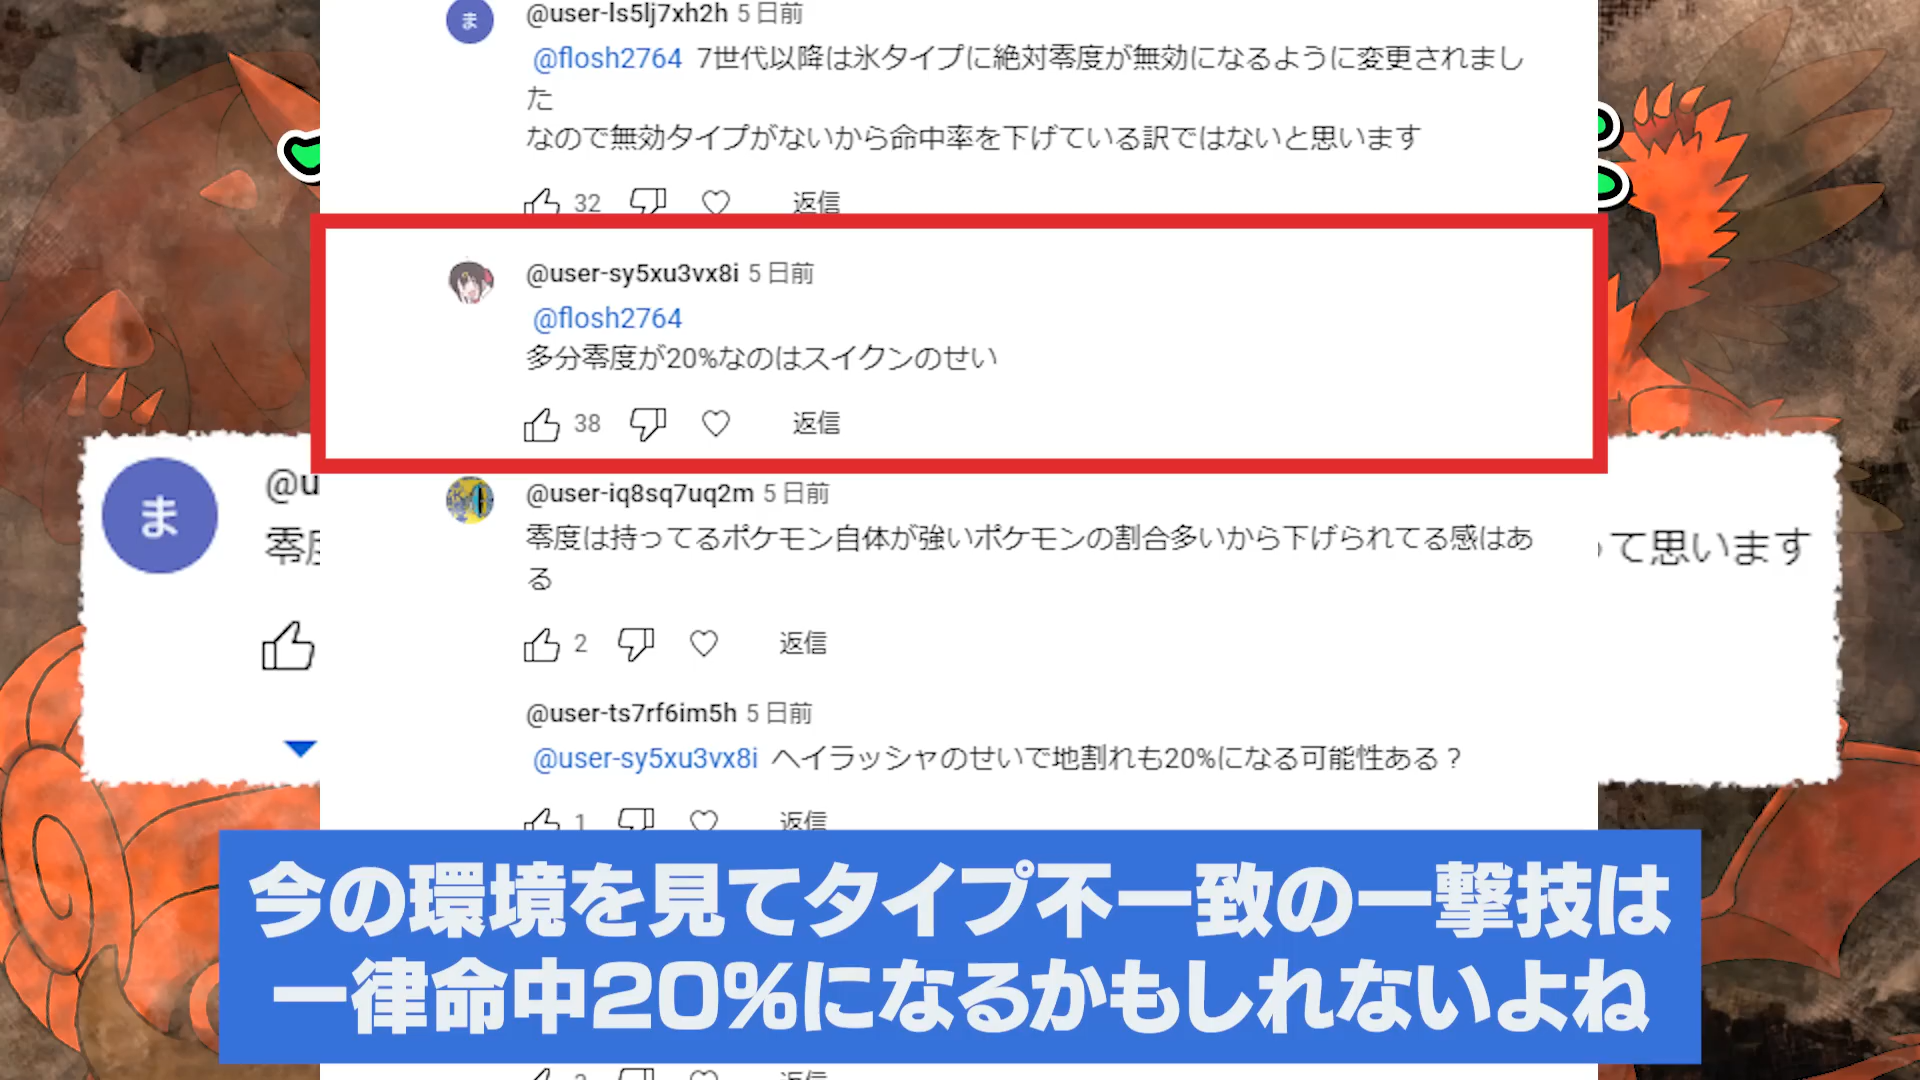 @user-ls5lj7xh2h 5 日前
@flosh2764 7世代以降は氷タイプに絶対零度が無効になるように変更されまし
た
なので無効タイプがないから命中率を下げている訳ではないと思います
32 返信
@user-sy5xu3vx8i 5 日前
@flosh2764
多分零度が20%なのはスイクンのせい
38 返信
ま
@u
零度
って思います
@user-iq8sq7uq2m 5 日前
零度は持ってるポケモン自体が強いポケモンの割合多いから下げられてる感はあ
る
2 返信
@user-ts7rf6im5h 5 日前
@user-sy5xu3vx8i ヘイラッシャのせいで地割れも20%になる可能性ある？
1 返信
今の環境を見てタイプ不一致の一撃技は
一律命中20%になるかもしれないよね
返信